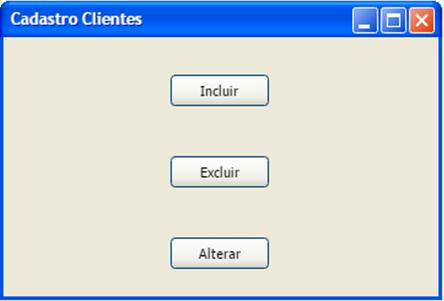 Cadastro Clientes
Incluir
Excluir
Alterar